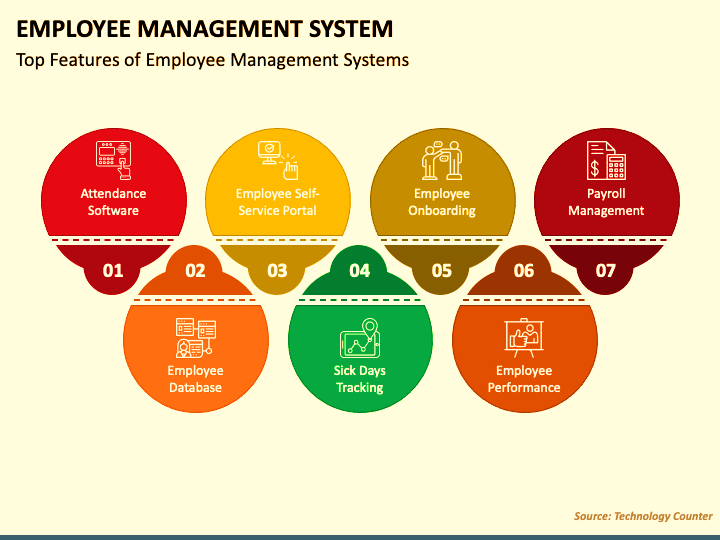 EMPLOYEE MANAGEMENT SYSTEM
Top Features of Employee Management Systems
Attendance
Software
01
Employee
Database
02
Employee Self-
Service Portal
03
Sick Days
Tracking
04
Employee
Onboarding
05
Employee
Performance
06
Payroll
Management
07
Source: Technology Counter